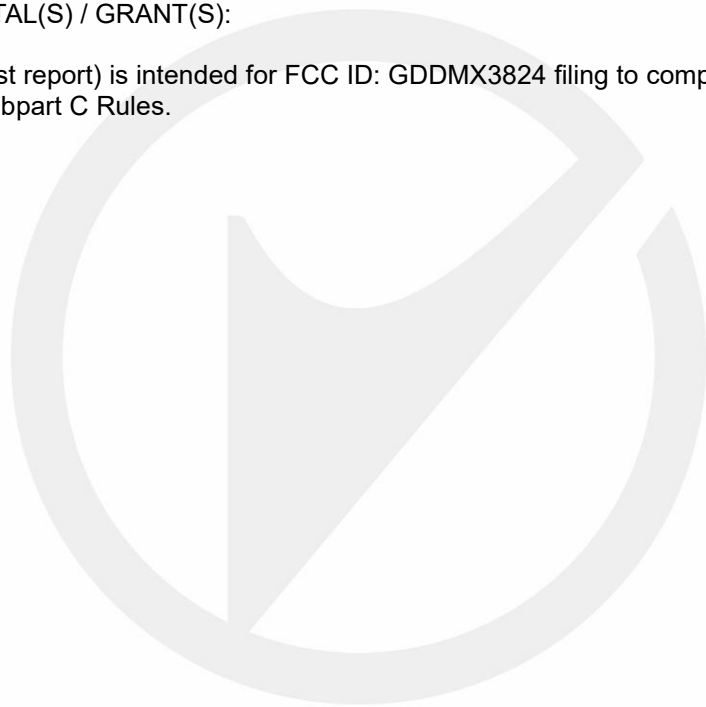 TAL(S) / GRANT(S):
st report) is intended for FCC ID: GDDMX3824 filing to comp
bpart C Rules.